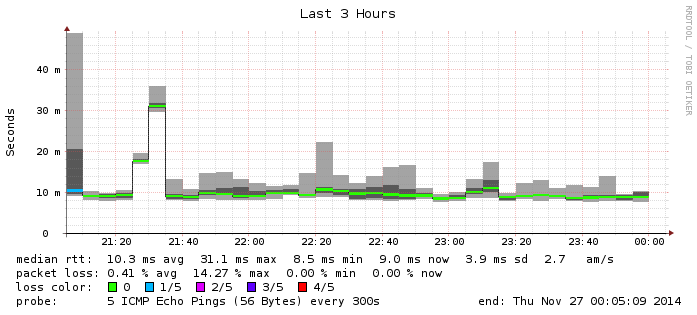 Last 3 Hours
RRDTOOL / TOBI OETIKER
Seconds
40 m
30 m
20 m
10 m
0
21:20 21:40 22:00 22:20 22:40 23:00 23:20 23:40 00:00
median rtt: 10.3 ms avg 31.1 ms max 8.5 ms min 9.0 ms now 3.9 ms sd 2.7 am/s
packet loss: 0.41 % avg 14.27 % max 0.00 % min 0.00 % now
loss color: 0 1/5 2/5 3/5 4/5
probe: 5 ICMP Echo Pings (56 Bytes) every 300s end: Thu Nov 27 00:05:09 2014